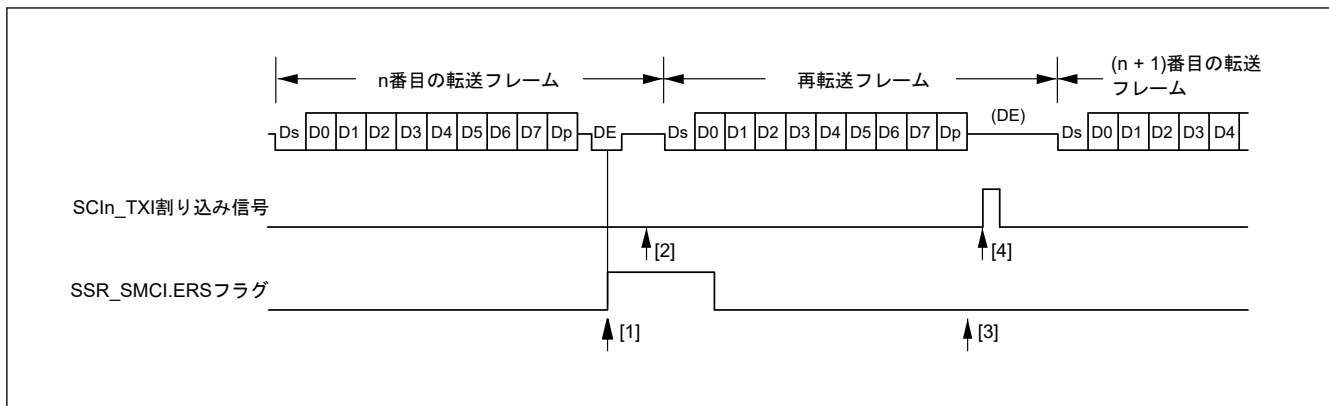 n番目の転送フレーム
再転送フレーム
(n + 1)番目の転送
フレーム
Ds D0 D1 D2 D3 D4 D5 D6 D7 Dp DE Ds D0 D1 D2 D3 D4 D5 D6 D7 Dp (DE) Ds D0 D1 D2 D3 D4
SCIn_TXI割り込み信号
[2] [4]
SSR_SMCI.ERSフラグ
[1] [3]